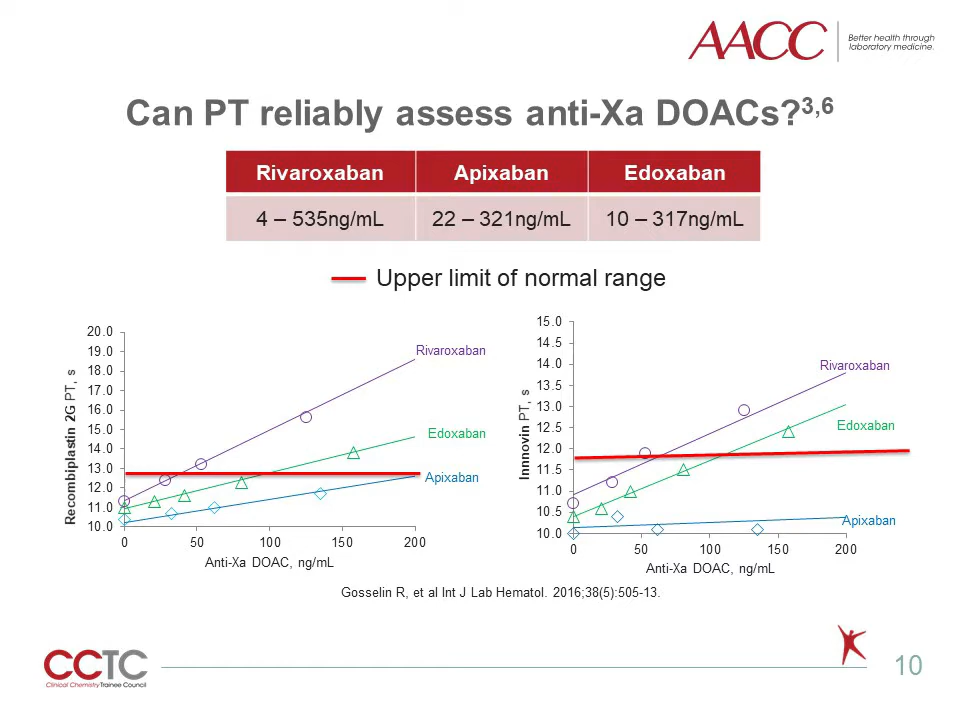 AACC
Better health through
laboratory medicine.
Can PT reliably assess anti-Xa DOACs?3,6
Rivaroxaban Apixaban Edoxaban
4 – 535ng/mL 22 – 321ng/mL 10 – 317ng/mL
Upper limit of normal range
Recombiplastin 2G PT, s
20.0
19.0
18.0
17.0
16.0
15.0
14.0
13.0
12.0
11.0
10.0
0 50 100 150 200
Anti-Xa DOAC, ng/mL
Rivaroxaban
Edoxaban
Apixaban
Innnovin PT, s
15.0
14.5
14.0
13.5
13.0
12.5
12.0
11.5
11.0
10.5
10.0
0 50 100 150 200
Anti-Xa DOAC, ng/mL
Rivaroxaban
Edoxaban
Apixaban
Gosselin R, et al Int J Lab Hematol. 2016;38(5):505-13.
CCTC
Clinical Chemistry Trainee Council
10